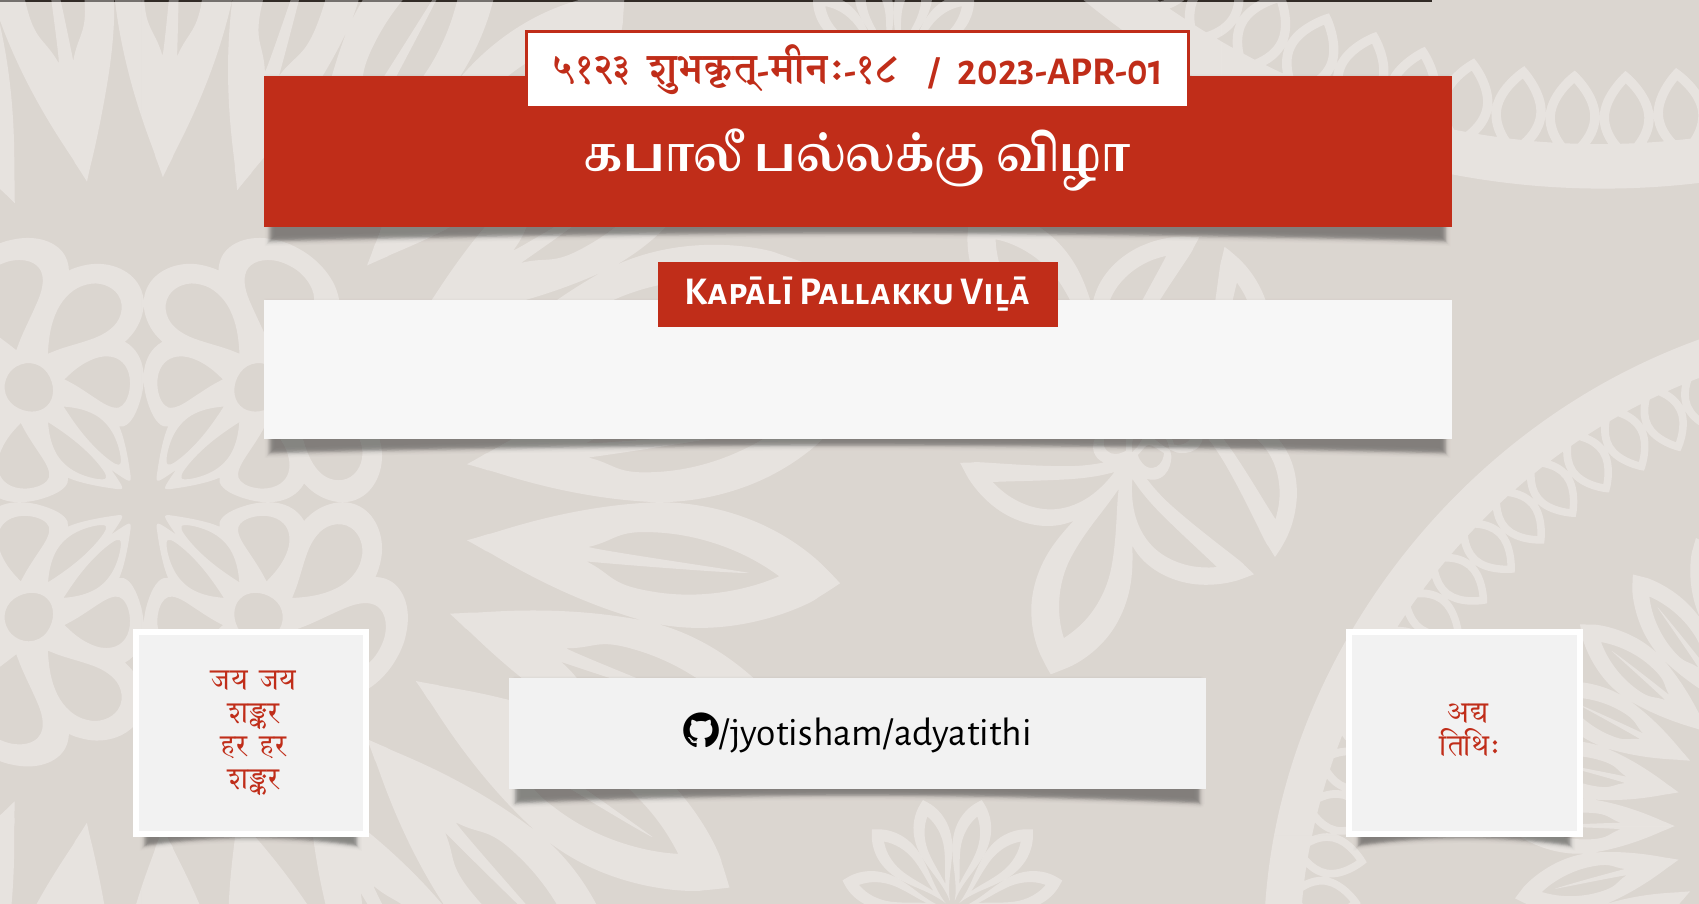 ५१२३ शुभकृत्-मीनः-१८ / 2023-APR-01
கபாலீ பல்லக்கு விழா
Kapālī Pallakku Viḻā
जय जय
शङ्कर
हर हर
शङ्कर
/jyotisham/adyatithi
अद्य
तिथिः